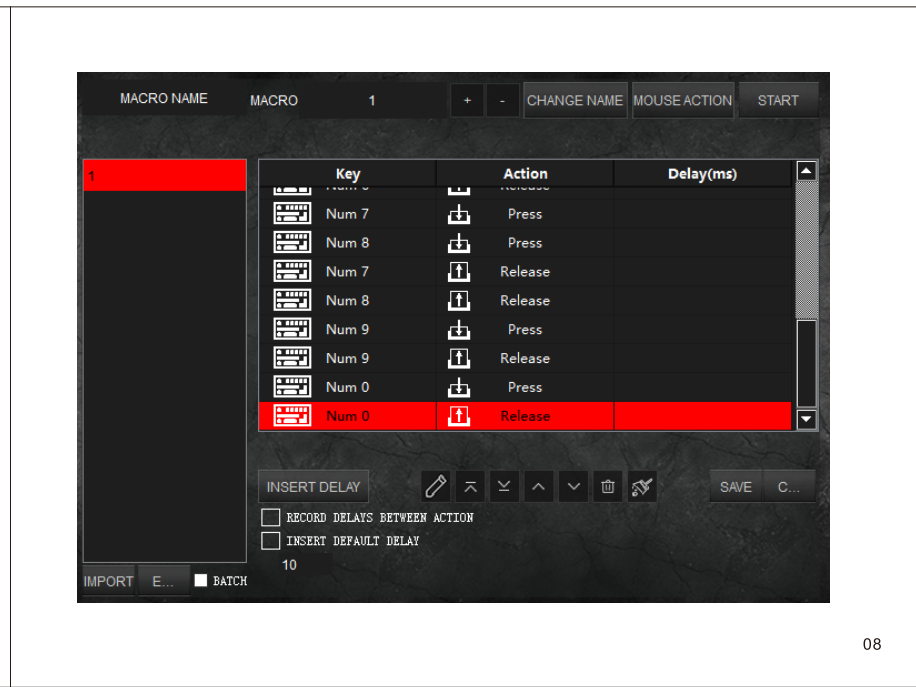 MACRO NAME MACRO 1 + - CHANGE NAME MOUSE ACTION START
1
Key Action Delay(ms)
Release
Num 7 Press
Num 8 Press
Num 7 Release
Num 8 Release
Num 9 Press
Num 9 Release
Num 0 Press
Num 0 Release
INSERT DELAY SAVE C...
RECORD DELAYS BETWEEN ACTION
INSERT DEFAULT DELAY
10
IMPORT E... BATCH
08